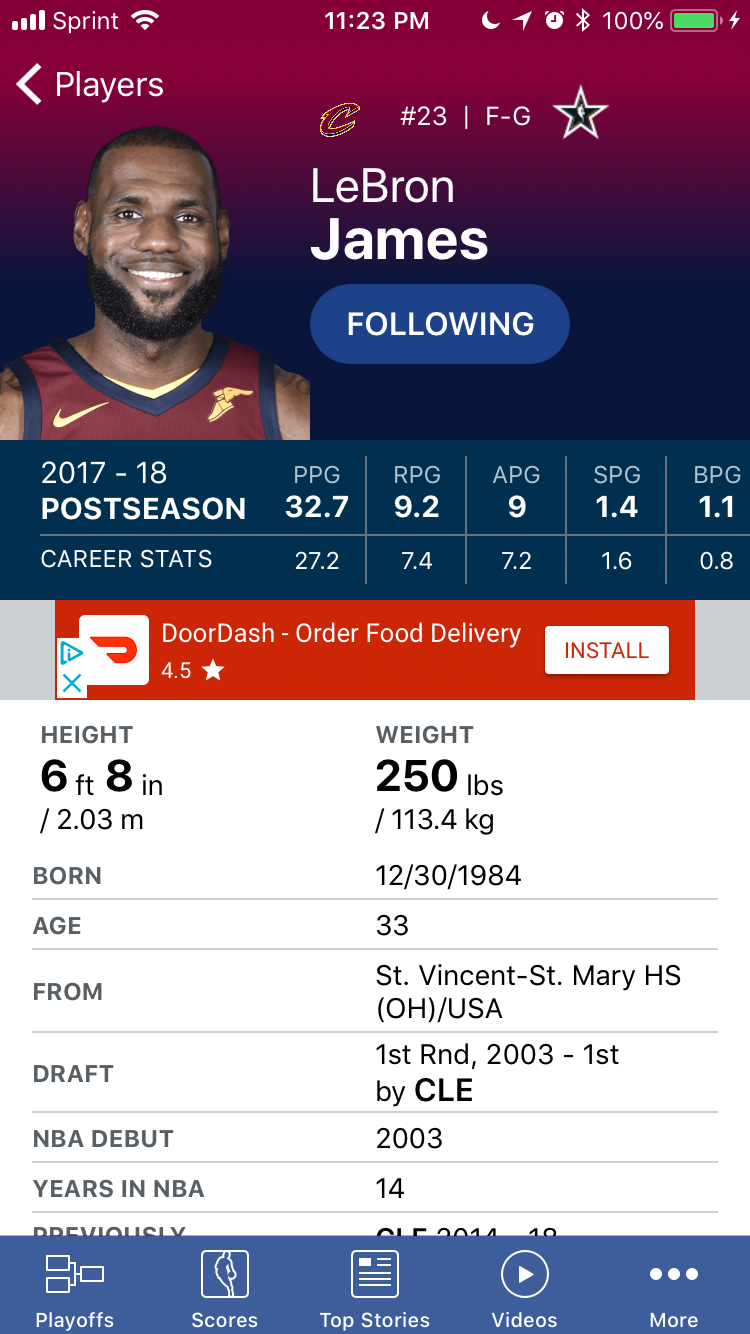 Sprint 11:23 PM 100%
Players
#23 | F-G
LeBron
James
FOLLOWING
2017 - 18 PPG RPG APG SPG BPG
POSTSEASON 32.7 9.2 9 1.4 1.1
CAREER STATS 27.2 7.4 7.2 1.6 0.8
DoorDash - Order Food Delivery
4.5
INSTALL
HEIGHT WEIGHT
6 ft 8 in 250 lbs
/ 2.03 m / 113.4 kg
BORN 12/30/1984
AGE 33
FROM St. Vincent-St. Mary HS
(OH)/USA
DRAFT 1st Rnd, 2003 - 1st
by CLE
NBA DEBUT 2003
YEARS IN NBA 14
PREVIOUSLY CLE 2014 - 18
Playoffs Scores Top Stories Videos More